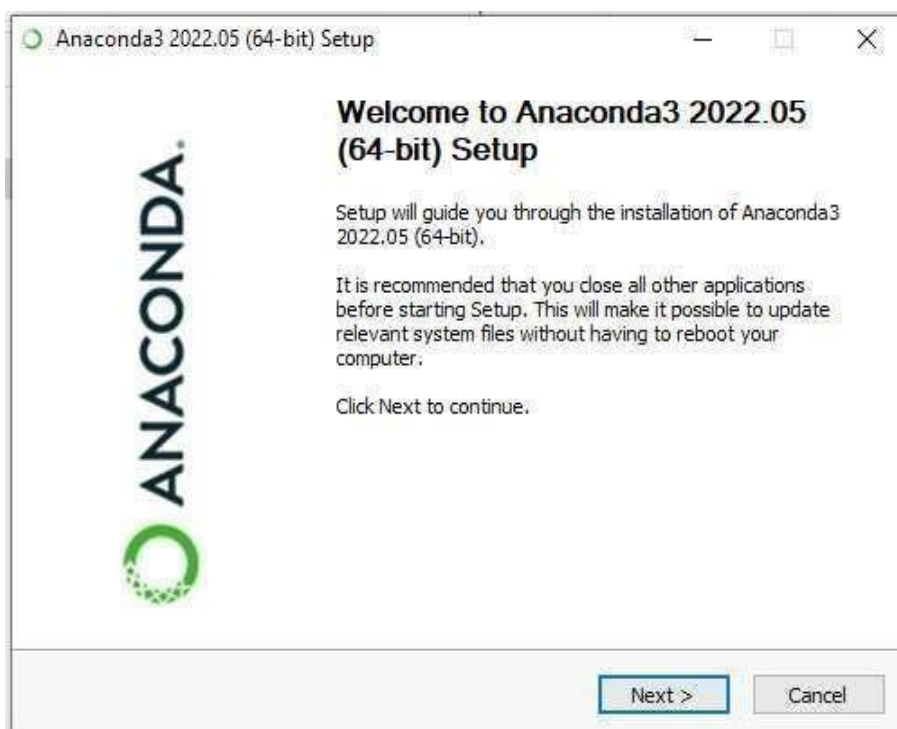 Anaconda3 2022.05 (64-bit) Setup
ANACONDA.
Welcome to Anaconda3 2022.05
(64-bit) Setup
Setup will guide you through the installation of Anaconda3
2022.05 (64-bit).
It is recommended that you close all other applications
before starting Setup. This will make it possible to update
relevant system files without having to reboot your
computer.
Click Next to continue.
Next >
Cancel